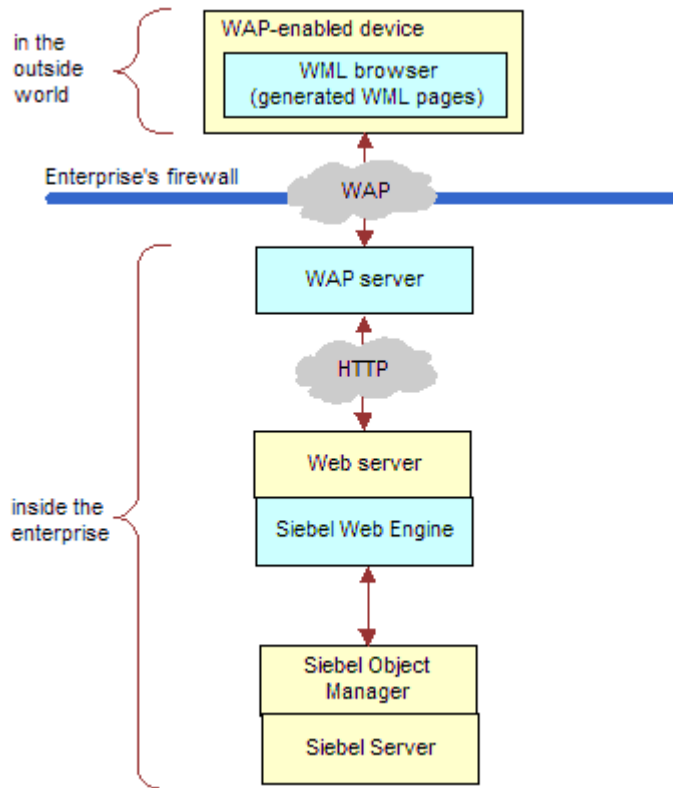 in the
outside
world
WAP-enabled device
WML browser
(generated WML pages)
Enterprise's firewall
WAP
WAP server
HTTP
Web server
Siebel Web Engine
inside the
enterprise
Siebel Object
Manager
Siebel Server